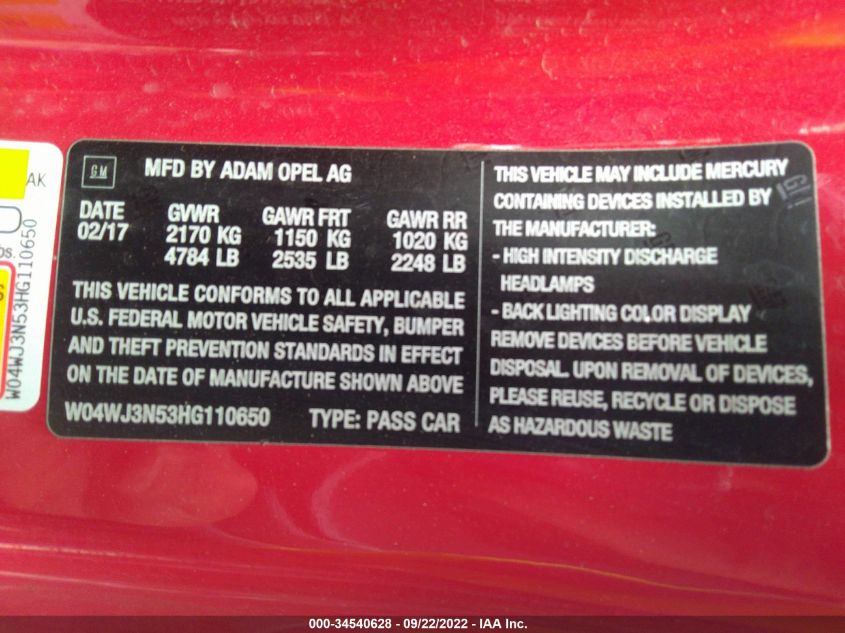 AK
bs.
W04WJ3N53HG110650
GM
MFD BY ADAM OPEL AG
DATE GVWR GAWR FRT GAWR RR
02/17 2170 KG 1150 KG 1020 KG
4784 LB 2535 LB 2248 LB
THIS VEHICLE CONFORMS TO ALL APPLICABLE
U.S. FEDERAL MOTOR VEHICLE SAFETY, BUMPER
AND THEFT PREVENTION STANDARDS IN EFFECT
ON THE DATE OF MANUFACTURE SHOWN ABOVE
W04WJ3N53HG110650 TYPE: PASS CAR
THIS VEHICLE MAY INCLUDE MERCURY
CONTAINING DEVICES INSTALLED BY
THE MANUFACTURER:
- HIGH INTENSITY DISCHARGE
HEADLAMPS
- BACK LIGHTING COLOR DISPLAY
REMOVE DEVICES BEFORE VEHICLE
DISPOSAL. UPON REMOVAL OF DEVICES,
PLEASE REUSE, RECYCLE OR DISPOSE
AS HAZARDOUS WASTE
000-34540628 - 09/22/2022 - IAA Inc.